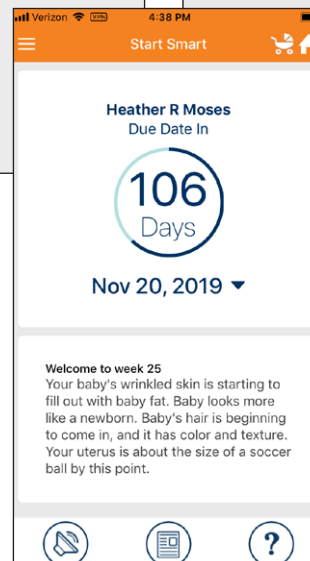 Verizon VPN 4:38 PM
Start Smart
Heather R Moses
Due Date In
106
Days
Nov 20, 2019
Welcome to week 25
Your baby's wrinkled skin is starting to
fill out with baby fat. Baby looks more
like a newborn. Baby's hair is beginning
to come in, and it has color and texture.
Your uterus is about the size of a soccer
ball by this point.
?